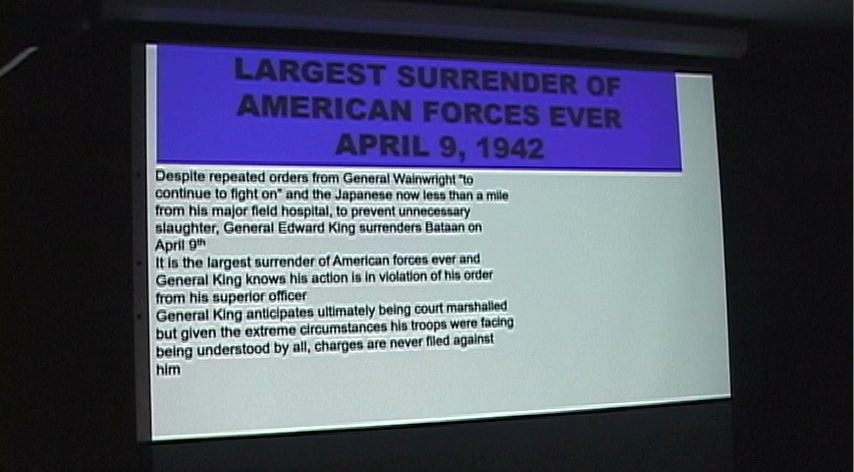 LARGEST SURRENDER OF
AMERICAN FORCES EVER
APRIL 9, 1942
Despite repeated orders from General Wainwright "to
continue to fight on" and the Japanese now less than a mile
from his major field hospital, to prevent unnecessary
slaughter, General Edward King surrenders Bataan on
April 9th
It is the largest surrender of American forces ever and
General King knows his action is in violation of his order
from his superior officer
General King anticipates ultimately being court marshalled
but given the extreme circumstances his troops were facing
being understood by all, charges are never filed against
him